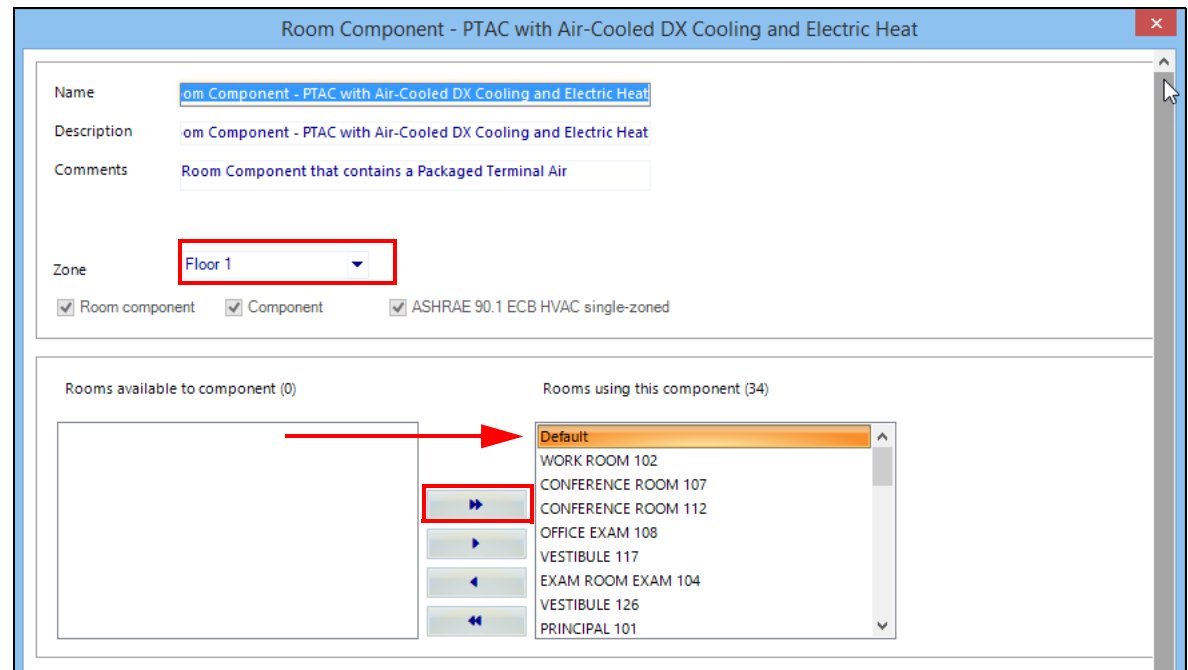 Room Component - PTAC with Air-Cooled DX Cooling and Electric Heat
Name
om Component - PTAC with Air-Cooled DX Cooling and Electric Heat
Description
om Component - PTAC with Air-Cooled DX Cooling and Electric Heat
Comments
Room Component that contains a Packaged Terminal Air
Zone
Floor 1
Room component
Component
ASHRAE 90.1 ECB HVAC single-zoned
Rooms available to component (0)
Rooms using this component (34)
Default
WORK ROOM 102
CONFERENCE ROOM 107
CONFERENCE ROOM 112
OFFICE EXAM 108
VESTIBULE 117
EXAM ROOM EXAM 104
VESTIBULE 126
PRINCIPAL 101